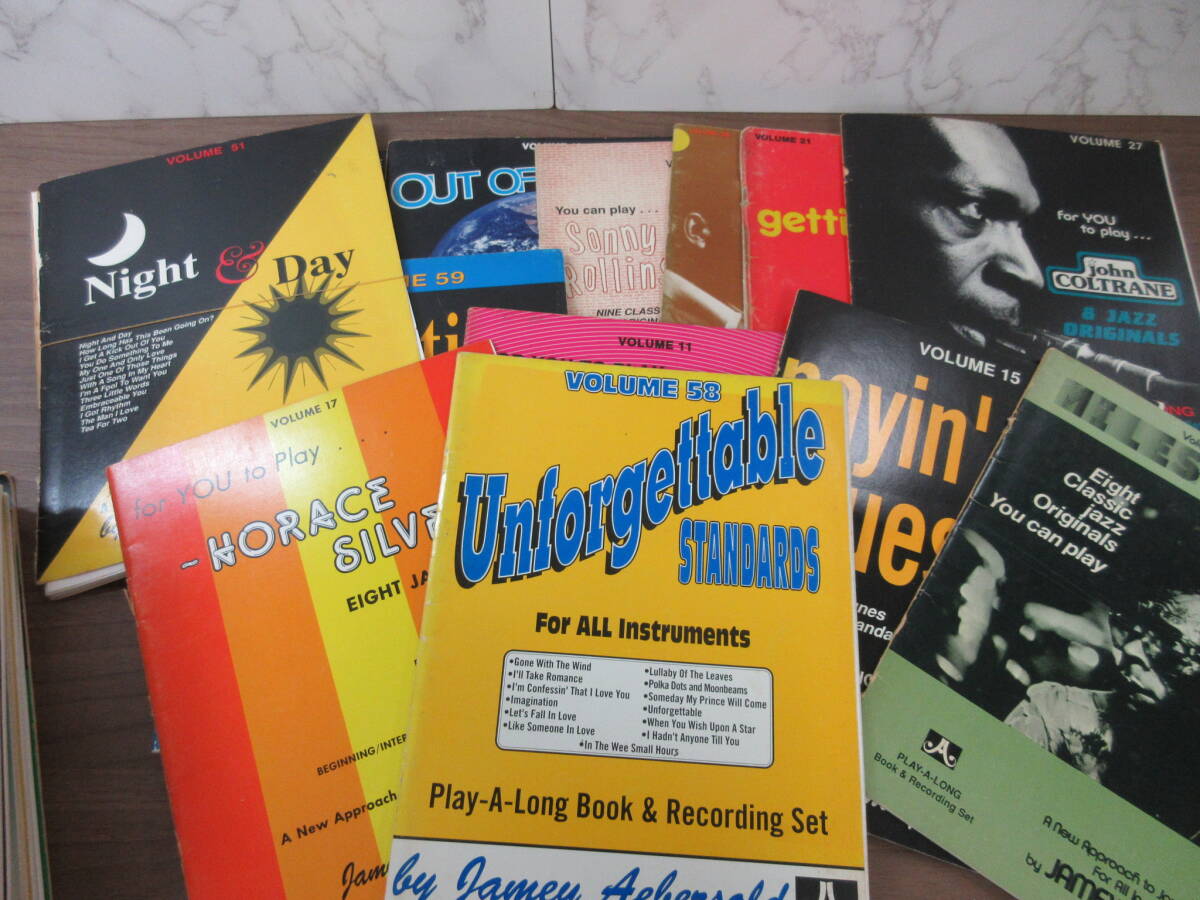 VOLUME 51
Night & Day
Night And Day
How Long Has This Been Going On?
I Get A Kick Out Of You
You Do Something To Me
My One And Only Love
Just One Of Those Things
With A Song In My Heart
I'm A Fool To Want You
Three Little Words
Embraceable You
I Got Rhythm
The Man I Love
Tea For Two
OUT OF
You can play . . .
Sonny
Rollins
NINE CLASS
VOLUME 21
getti
VOLUME 27
for YOU
to play...
john
COLTRANE
8 JAZZ
ORIGINALS
59
VOLUME 11
VOLUME 15
VOLUME 17
for YOU to Play . . .
HORACE
SILVE
EIGHT JA
BEGINNING/INTER
A New Approach
Jam
VOLUME 58
Unforgettable
STANDARDS
For ALL Instruments
•Gone With The Wind
•I'll Take Romance
•I'm Confessin' That I Love You
•Imagination
•Let's Fall In Love
•Like Someone In Love
•Lullaby Of The Leaves
•Polka Dots and Moonbeams
•Someday My Prince Will Come
•Unforgettable
•When You Wish Upon A Star
•I Hadn't Anyone Till You
•In The Wee Small Hours
Play-A-Long Book & Recording Set
by Jamey Aebersold
MILES
Eight
Classic
jazz
Originals
You can play
PLAY-A-LONG
Book & Recording Set
A New Approach to Ja
For All I
by JAME